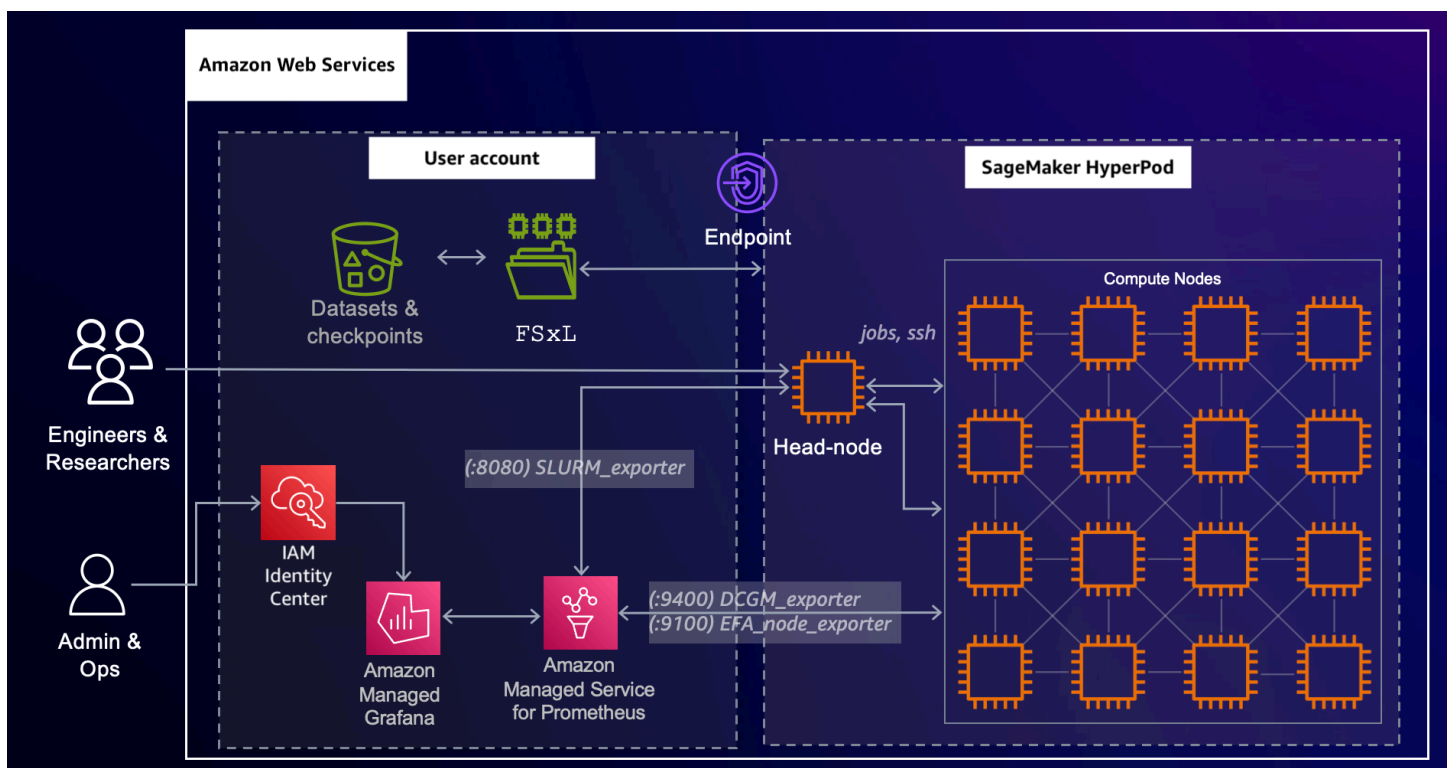 Amazon Web Services
User account
SageMaker HyperPod
Endpoint
Datasets &
checkpoints
FSxL
Compute Nodes
jobs, ssh
Engineers &
Researchers
Head-node
(:8080) SLURM_exporter
IAM
Identity
Center
(:9400) DCGM_exporter
(:9100) EFA_node_exporter
Admin &
Ops
Amazon
Managed
Grafana
Amazon
Managed Service
for Prometheus